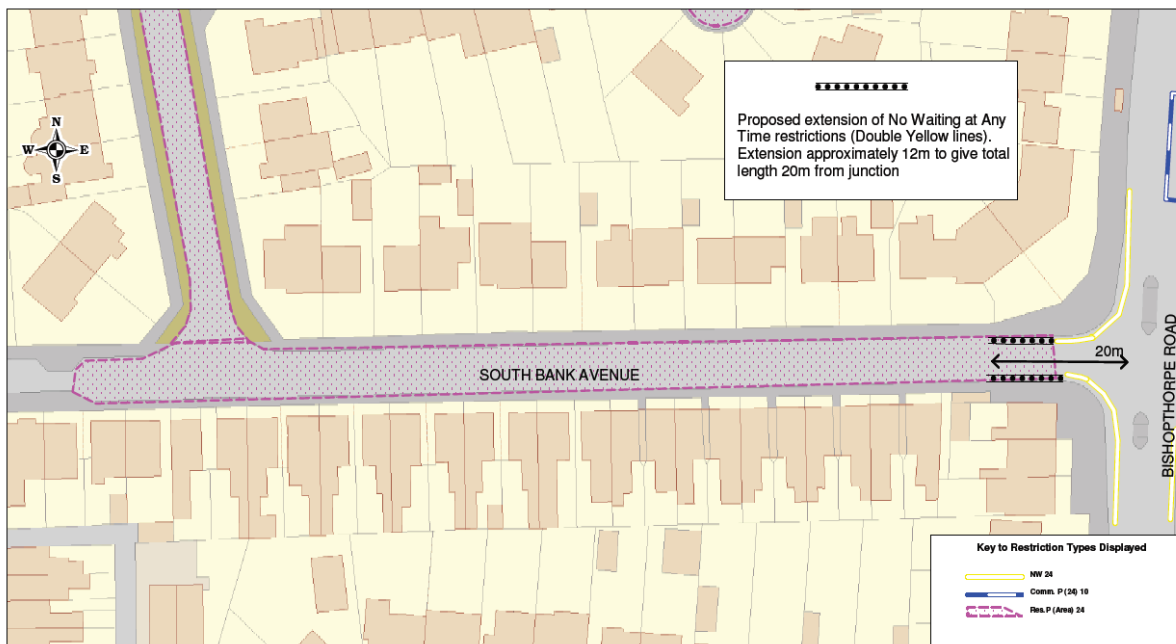 N
W E
S
Proposed extension of No Waiting at Any
Time restrictions (Double Yellow lines).
Extension approximately 12m to give total
length 20m from junction
20m
SOUTH BANK AVENUE
BISHOPTHORPE ROAD
Key to Restriction Types Displayed
NW 24
Comm. P (24) 10
Res.P (Area) 24